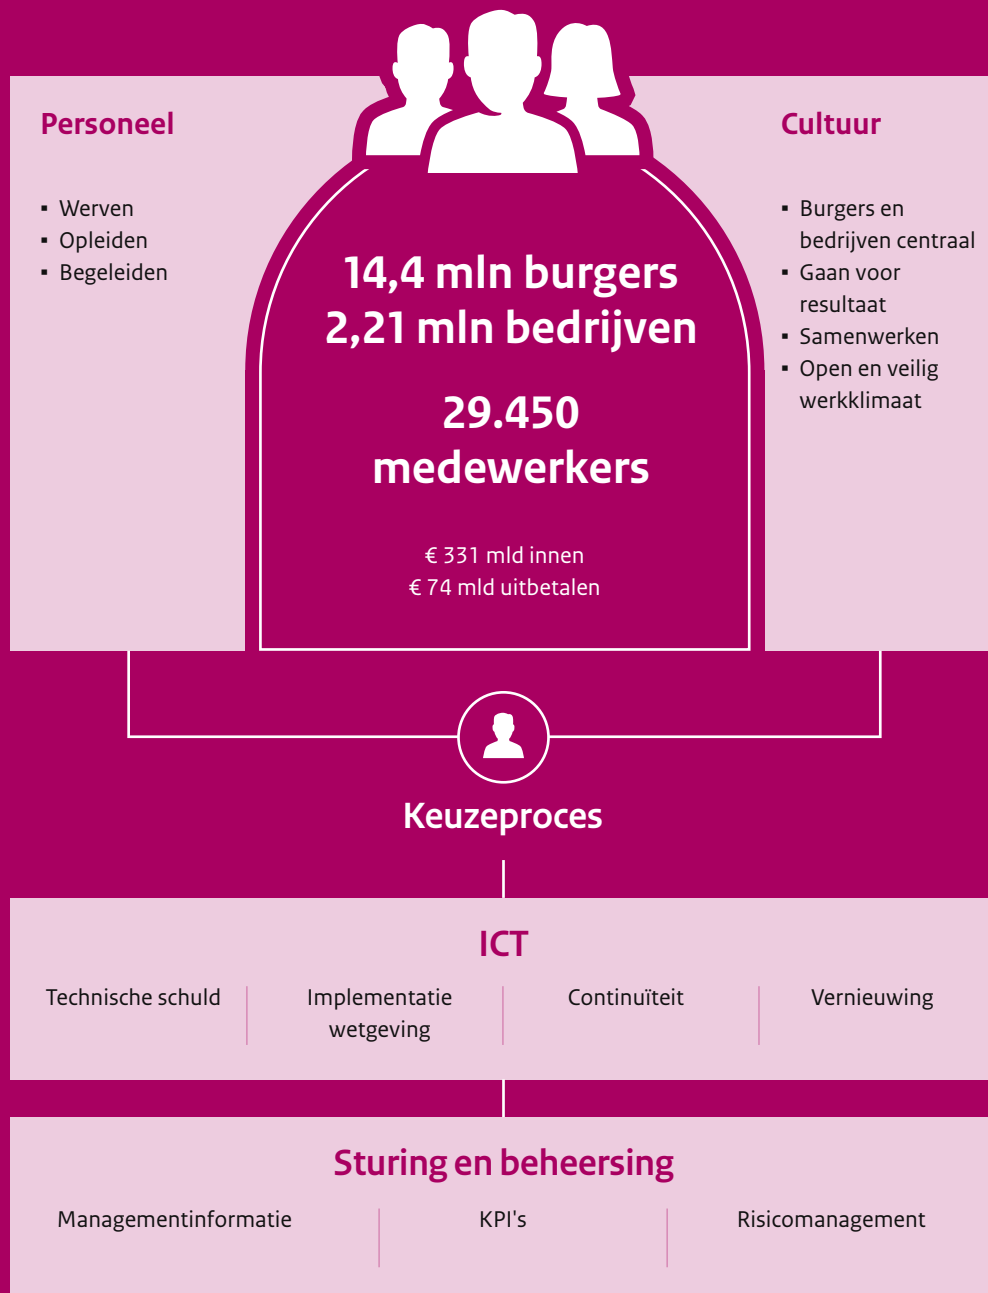 Personeel
▪ Werven
▪ Opleiden
▪ Begeleiden
14,4 mln burgers
2,21 mln bedrijven
29.450
medewerkers
€ 331 mld innen
€ 74 mld uitbetalen
Cultuur
▪ Burgers en
bedrijven centraal
▪ Gaan voor
resultaat
▪ Samenwerken
▪ Open en veilig
werkklimaat
Keuzeproces
ICT
Technische schuld
Implementatie
wetgeving
Continuïteit
Vernieuwing
Sturing en beheersing
Managementinformatie
KPI's
Risicomanagement